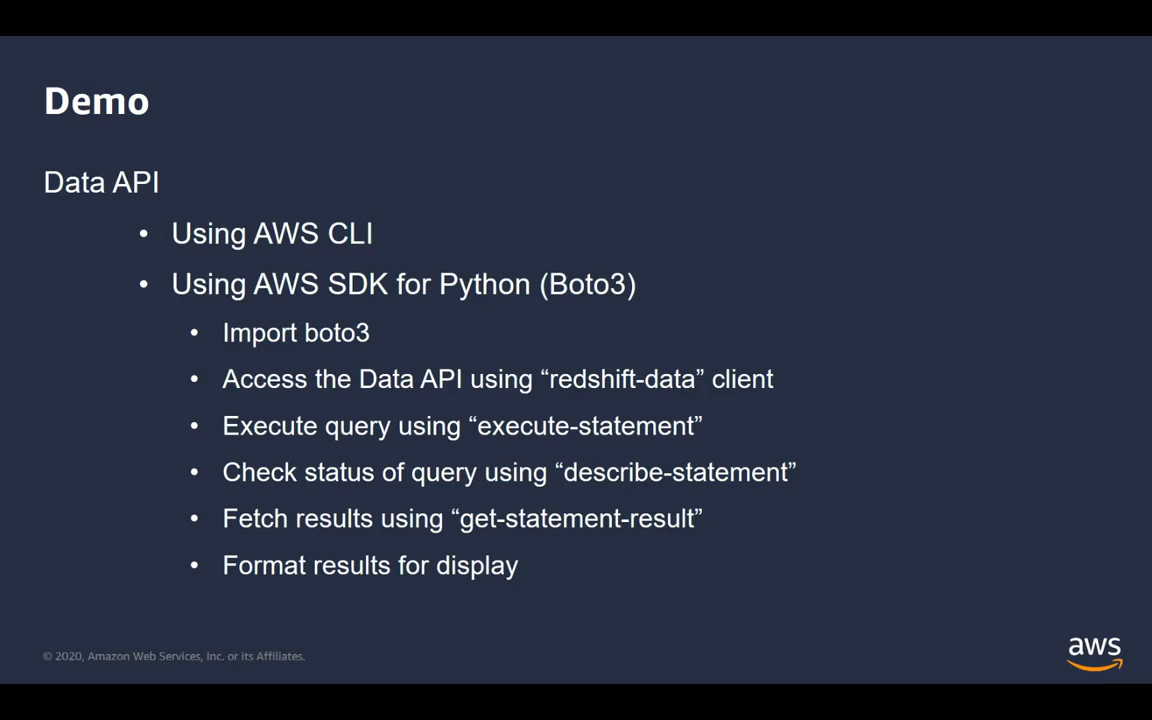 Demo
Data API
• Using AWS CLI
• Using AWS SDK for Python (Boto3)
• Import boto3
• Access the Data API using “redshift-data” client
• Execute query using “execute-statement”
• Check status of query using “describe-statement”
• Fetch results using “get-statement-result”
• Format results for display
© 2020, Amazon Web Services, Inc. or its Affiliates.
aws